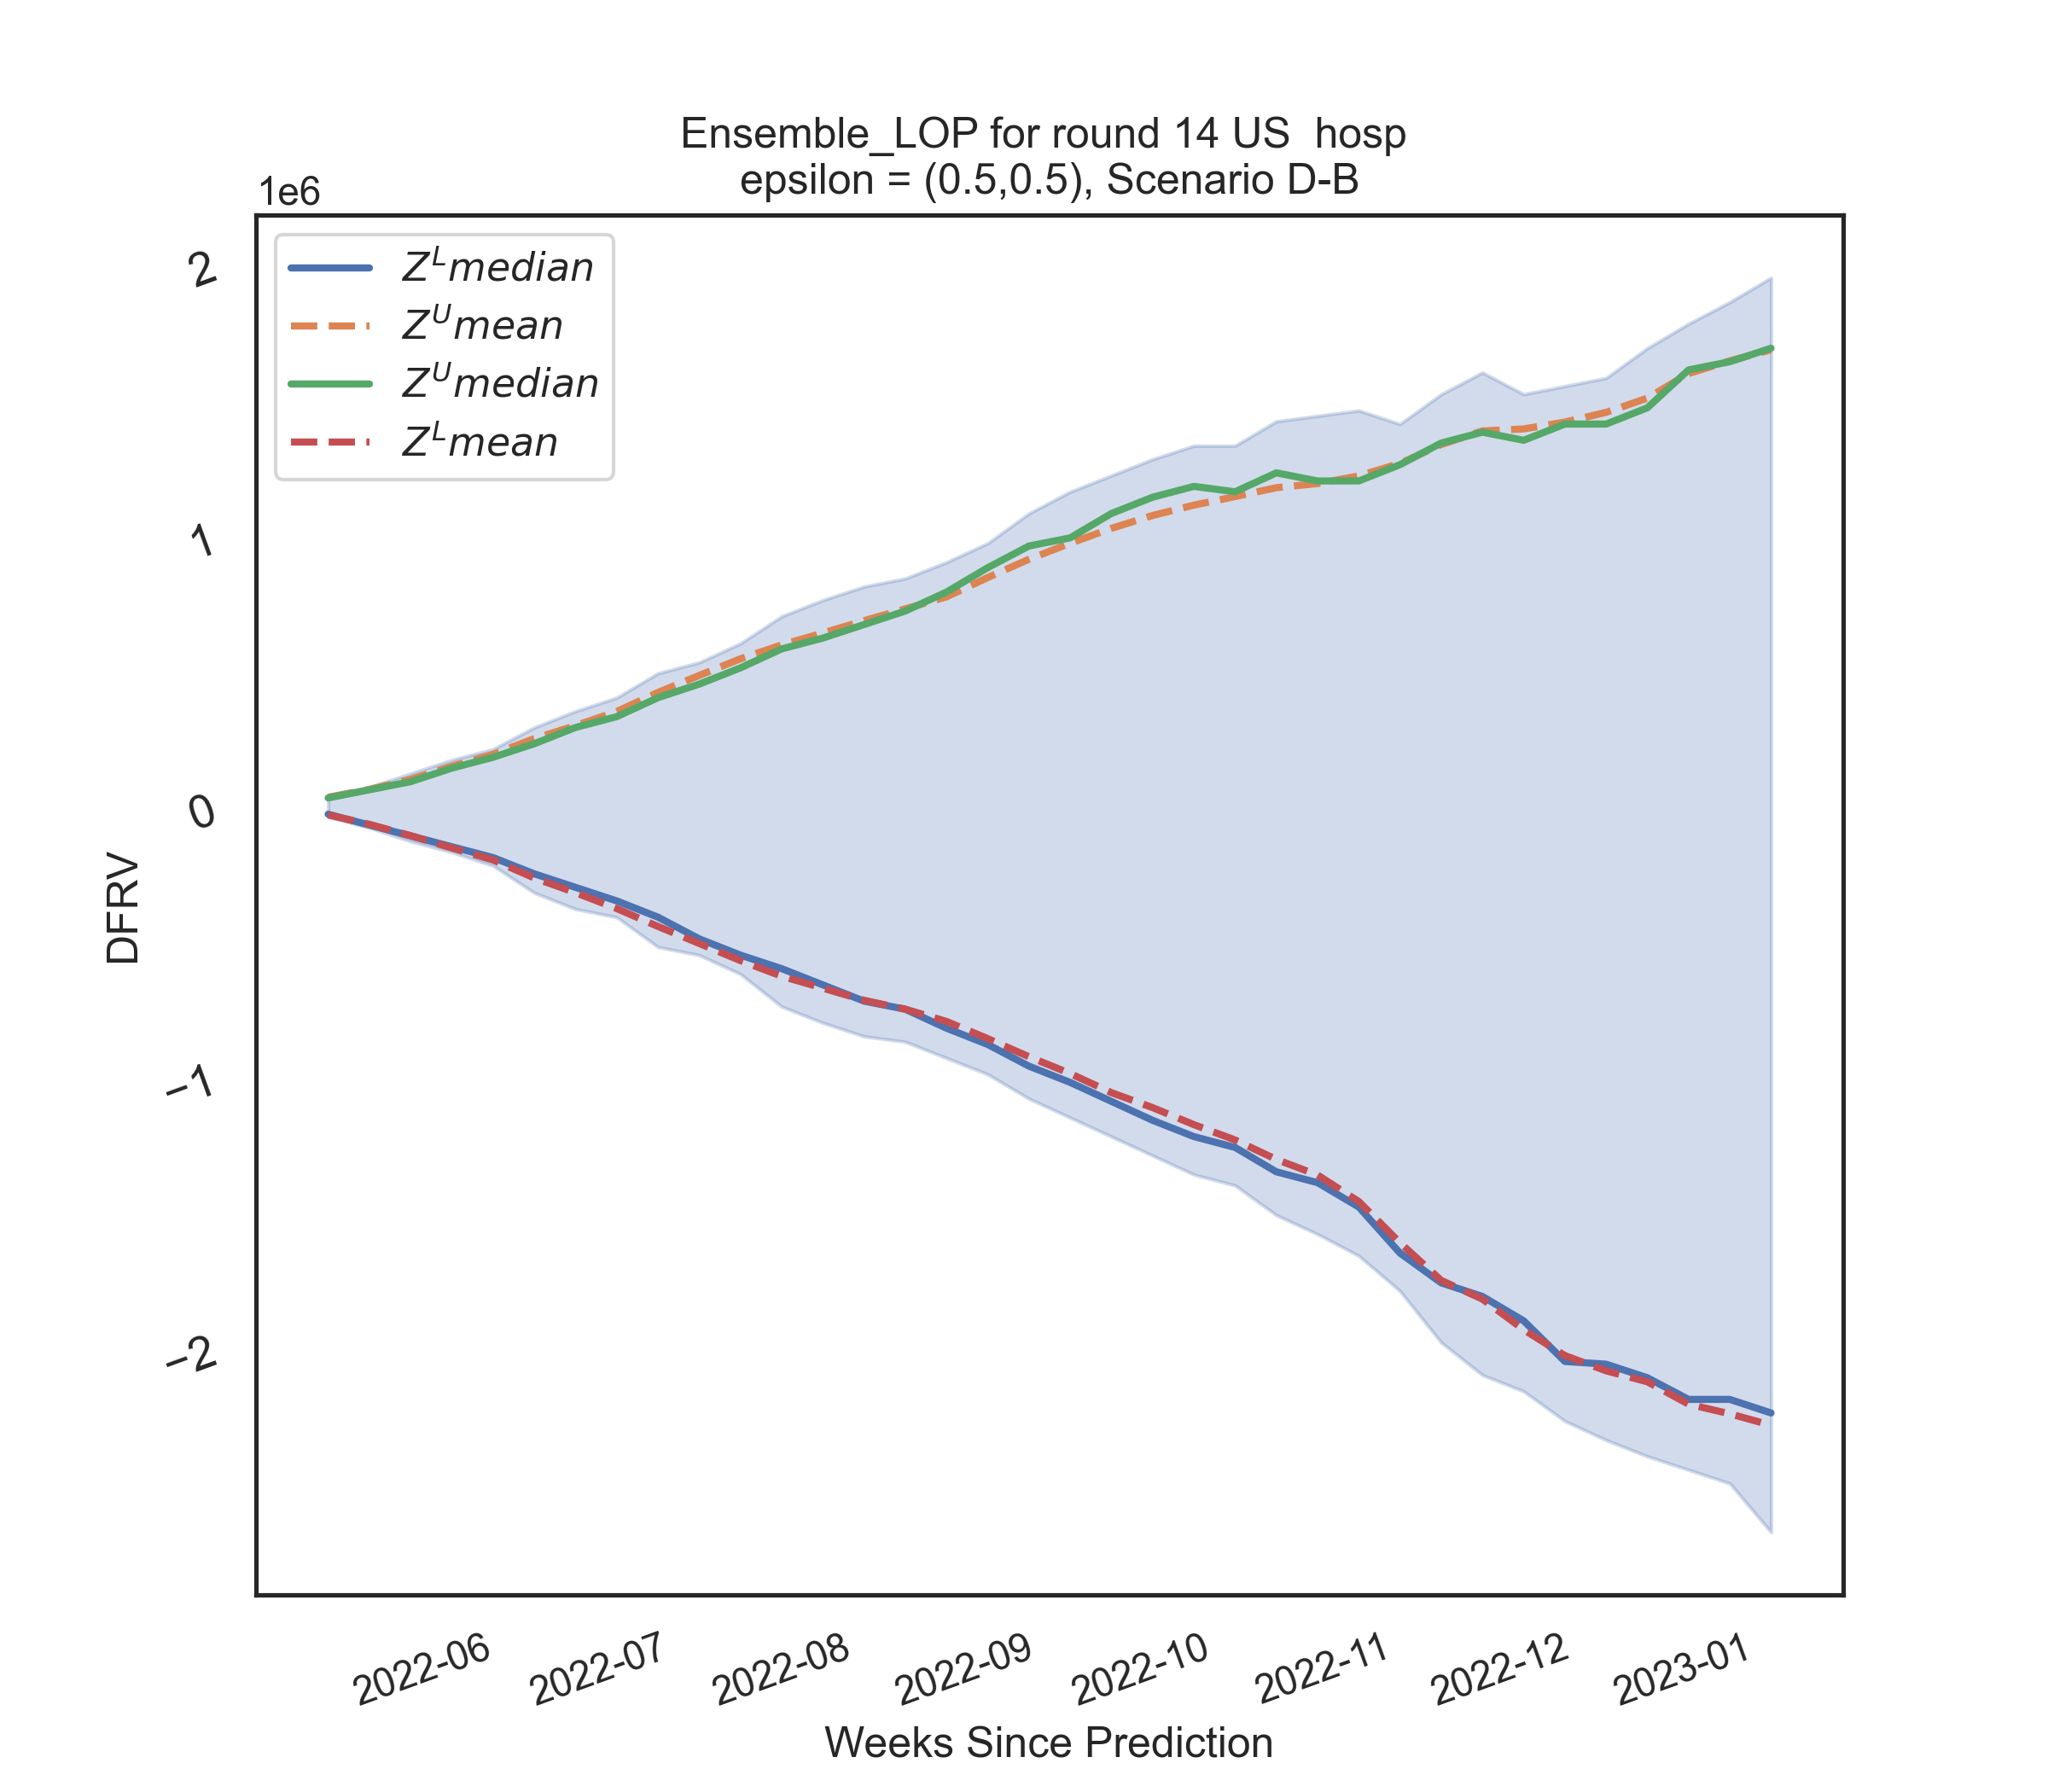 Ensemble_LOP for round 14 US  hosp
epsilon = (0.5,0.5), Scenario D-B
1e6
Z^L median
Z^U mean
Z^U median
Z^L mean
2
1
0
−1
−2
DFRV
2022-06
2022-07
2022-08
2022-09
2022-10
2022-11
2022-12
2023-01
Weeks Since Prediction